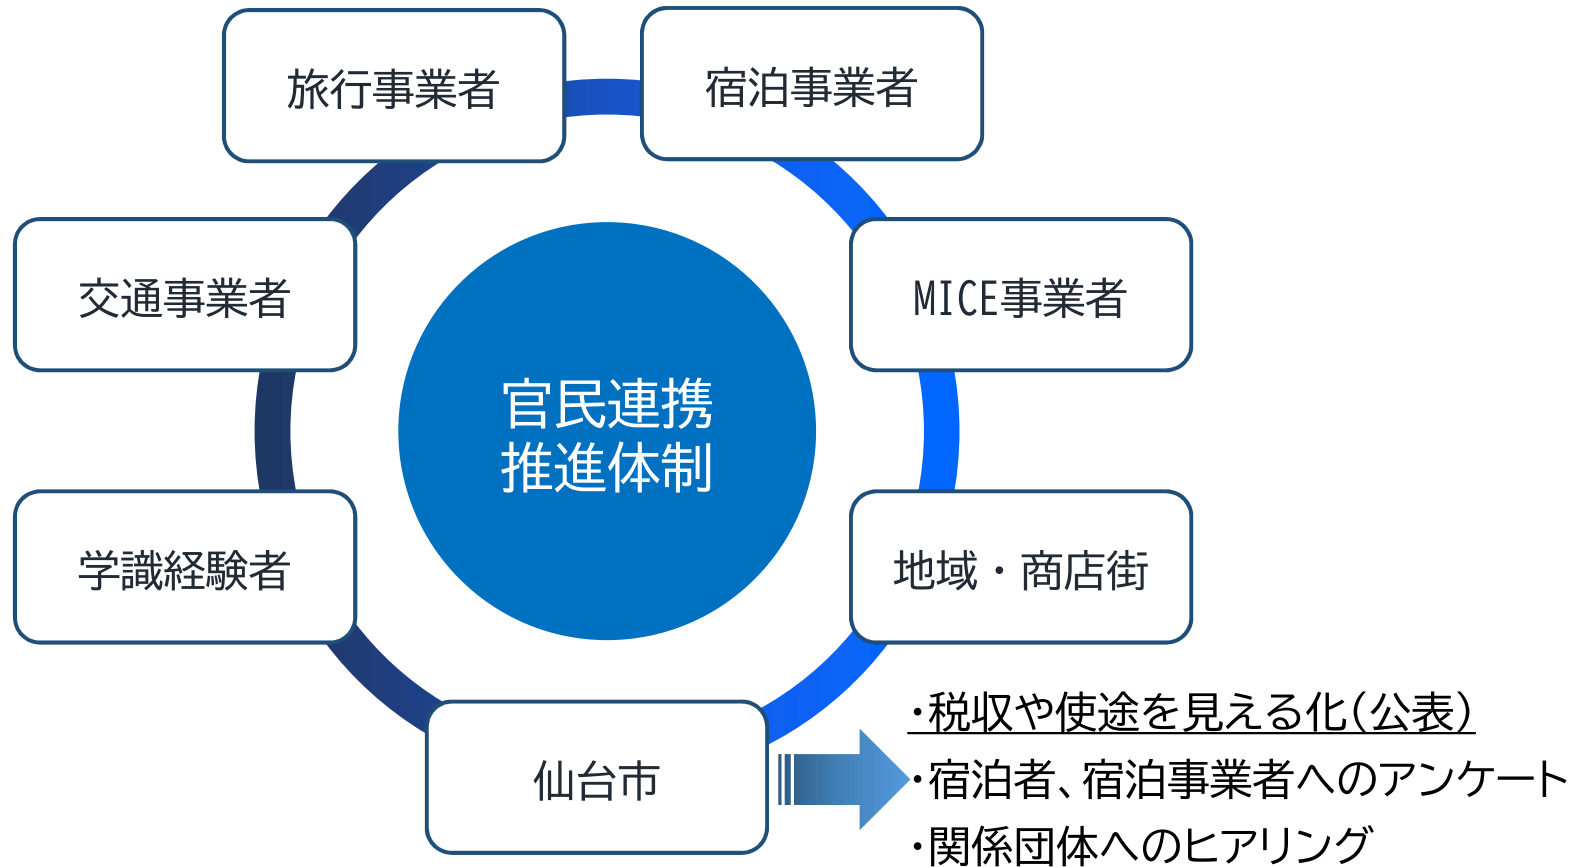 旅行事業者
宿泊事業者
交通事業者
MICE事業者
官民連携
推進体制
学識経験者
地域・商店街
仙台市
・税収や使途を見える化(公表)
・宿泊者、宿泊事業者へのアンケート
・関係団体へのヒアリング